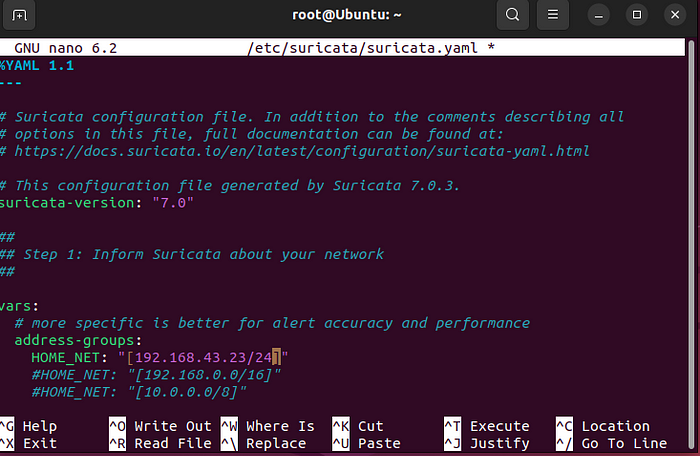 root@Ubuntu: ~
GNU nano 6.2 /etc/suricata/suricata.yaml *
%YAML 1.1
---
# Suricata configuration file. In addition to the comments describing all
# options in this file, full documentation can be found at:
# https://docs.suricata.io/en/latest/configuration/suricata-yaml.html
# This configuration file generated by Suricata 7.0.3.
suricata-version: "7.0"
##
## Step 1: Inform Suricata about your network
##
vars:
# more specific is better for alert accuracy and performance
address-groups:
HOME_NET: "[192.168.43.23/24]"
#HOME_NET: "[192.168.0.0/16]"
#HOME_NET: "[10.0.0.0/8]"
^G Help ^O Write Out ^W Where Is ^K Cut ^T Execute ^C Location
^X Exit ^R Read File ^\ Replace ^U Paste ^J Justify ^/ Go To Line